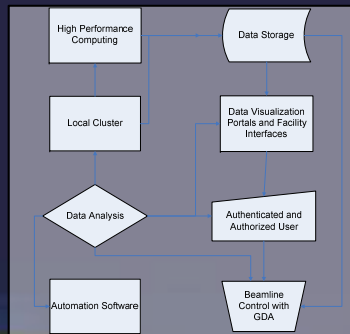 High Performance
Computing
Data Storage
Local Cluster
Data Visualization
Portals and Facility
Interfaces
Data Analysis
Authenticated and
Authorized User
Automation Software
Beamline
Control with
GDA